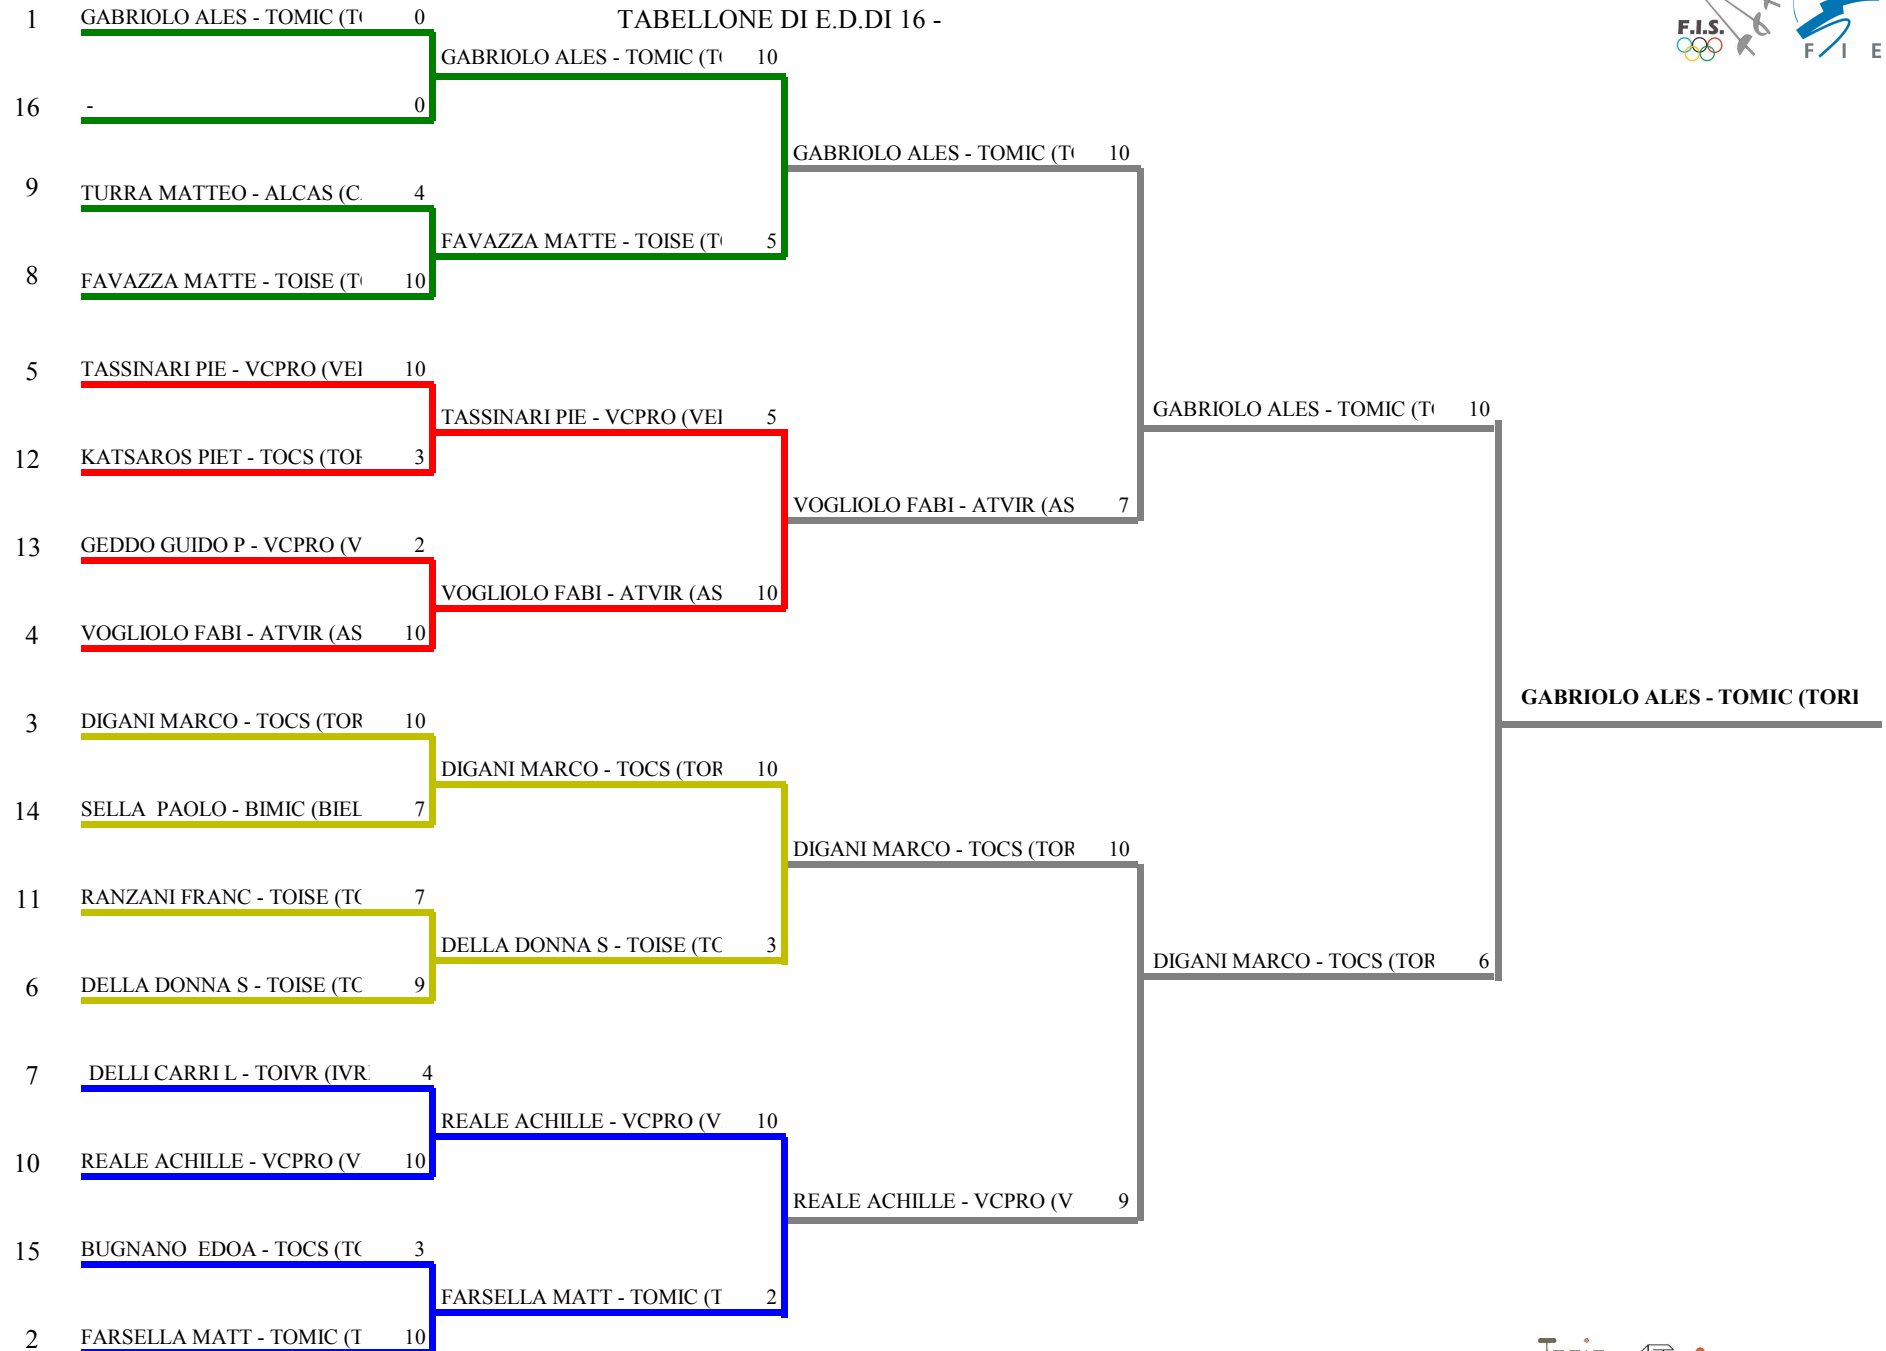 TABELLONE DI E.D.DI 16 -
F.I.S.
F I E
1 GABRIOLO ALES - TOMIC (T 0
GABRIOLO ALES - TOMIC (T 10
16 - 0
GABRIOLO ALES - TOMIC (T 10
9 TURRA MATTEO - ALCAS (C 4
FAVAZZA MATTE - TOISE (T 5
8 FAVAZZA MATTE - TOISE (T 10
5 TASSINARI PIE - VCPRO (VE 10
GABRIOLO ALES - TOMIC (T 10
TASSINARI PIE - VCPRO (VE 5
12 KATSAROS PIET - TOCS (TO 3
VOGLIOLO FABI - ATVIR (AS 7
13 GEDDO GUIDO P - VCPRO (V 2
VOGLIOLO FABI - ATVIR (AS 10
4 VOGLIOLO FABI - ATVIR (AS 10
GABRIOLO ALES - TOMIC (TORI
3 DIGANI MARCO - TOCS (TOR 10
DIGANI MARCO - TOCS (TOR 10
14 SELLA PAOLO - BIMIC (BIEL 7
DIGANI MARCO - TOCS (TOR 10
11 RANZANI FRANC - TOISE (T 7
DELLA DONNA S - TOISE (TO 3
DIGANI MARCO - TOCS (TOR 6
6 DELLA DONNA S - TOISE (TO 9
7 DELLI CARRI L - TOIVR (IVR 4
REALE ACHILLE - VCPRO (V 10
10 REALE ACHILLE - VCPRO (V 10
REALE ACHILLE - VCPRO (V 9
15 BUGNANO EDOA - TOCS (T 3
FARSELLA MATT - TOMIC (T 2
2 FARSELLA MATT - TOMIC (T 10